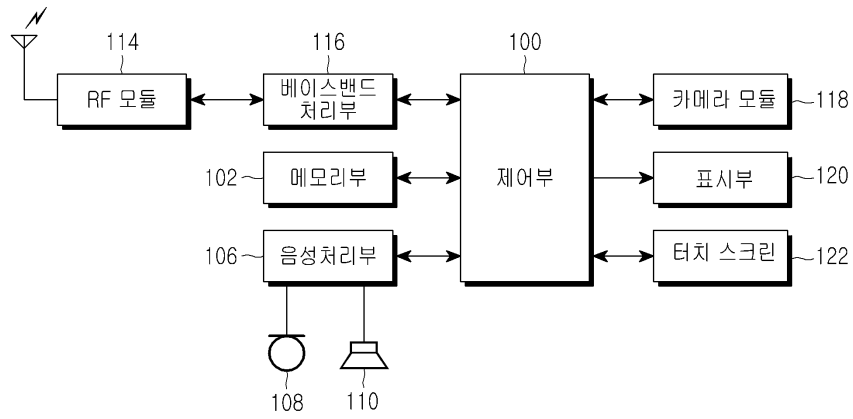 114
116
100
RF 모듈
베이스밴드
처리부
카메라 모듈
118
102
메모리부
제어부
표시부
120
106
음성처리부
터치 스크린
122
108
110